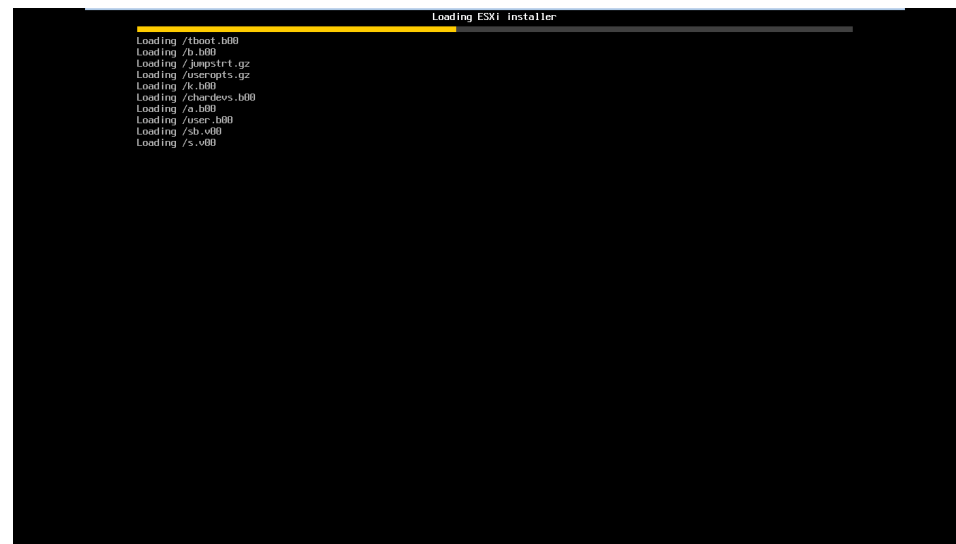 Loading ESXi installer
Loading /tboot.b00
Loading /b.b00
Loading /jumpstrt.gz
Loading /useropts.gz
Loading /k.b00
Loading /chardevs.b00
Loading /a.b00
Loading /user.b00
Loading /sb.v00
Loading /s.v00